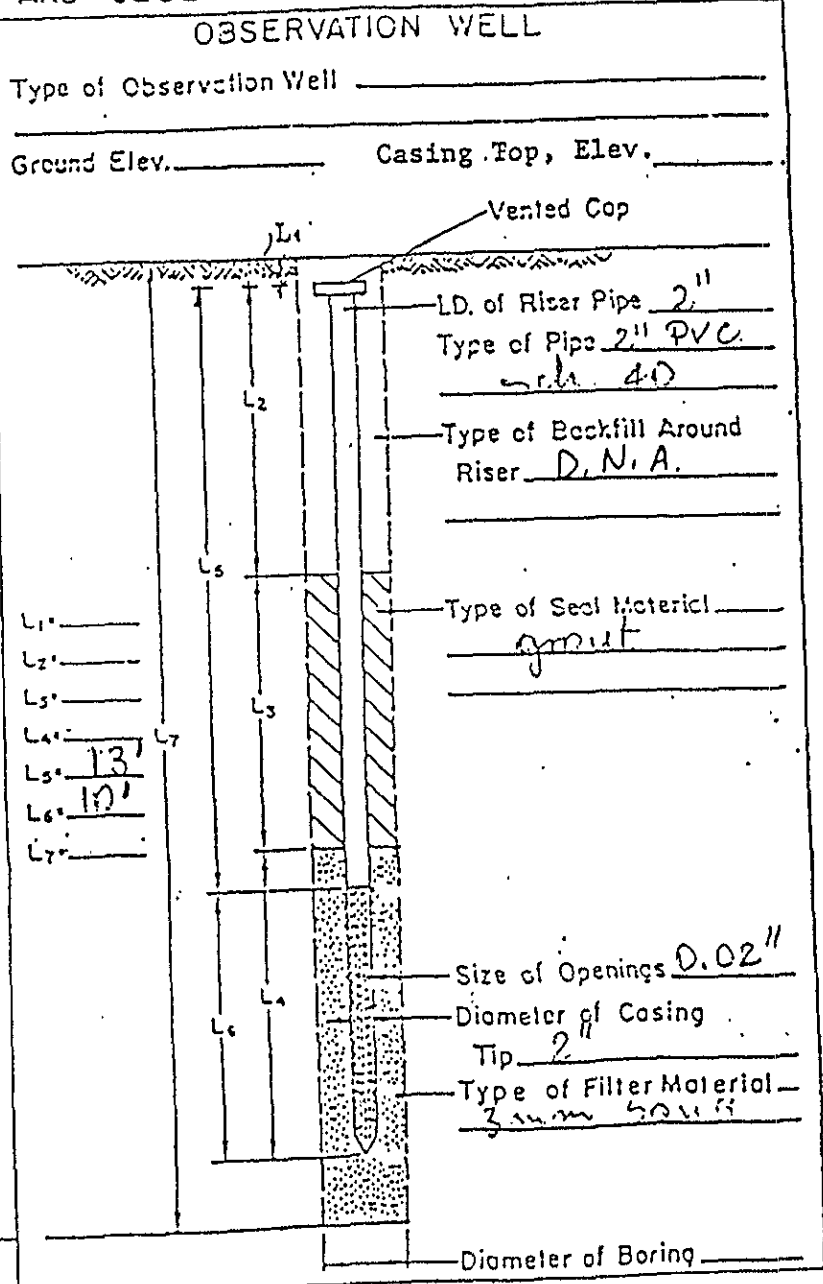 OBSERVATION WELL
Type of Observation Well
Ground Elev. Casing Top, Elev.
Vented Cap
L1
I.D. of Riser Pipe 2"
Type of Pipe 2" PVC.
40
L2
Type of Backfill Around
Riser D.N.A.
L5
Type of Seal Material
grout
L1=
L2=
L3=
L3
L4=
L7
L5= 13'
L6= 10'
L7=
Size of Openings 0.02"
L4
Diameter of Casing
L6
Tip 2"
Type of Filter Material
3 mm
Diameter of Boring